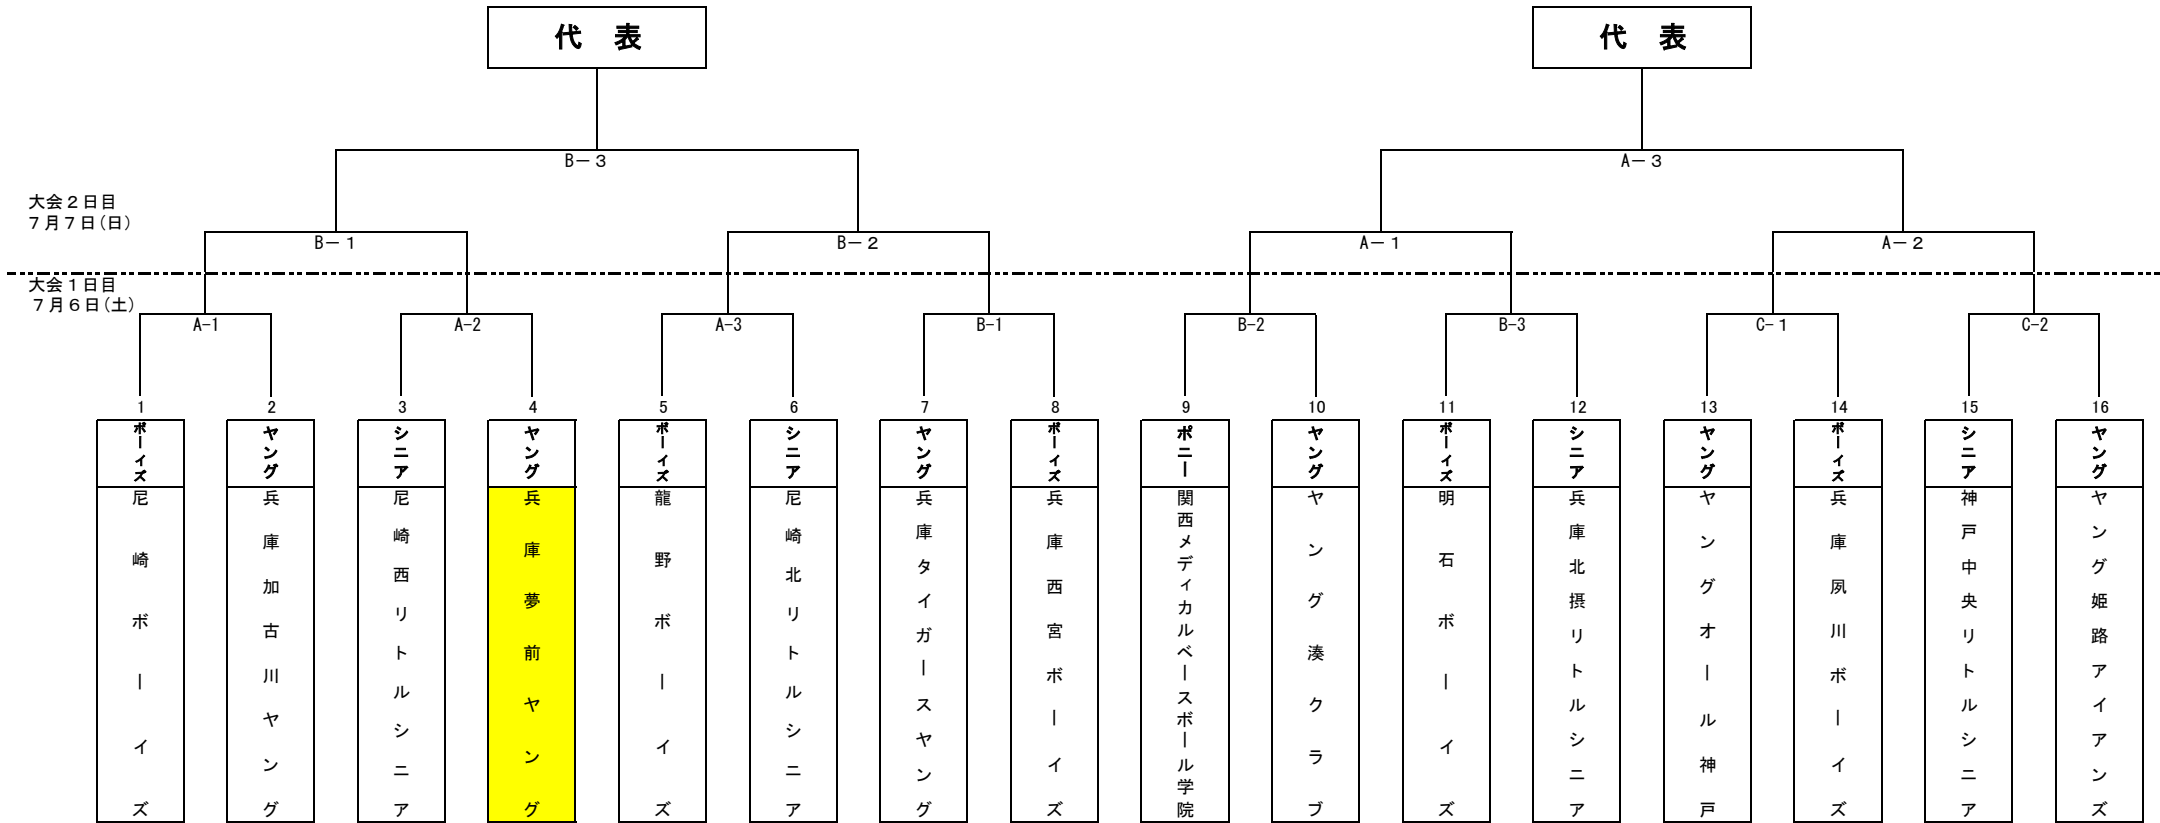 代 表
代 表
B－３
A－３
大会２日目
７月７日(日)
B－１
B－２
A－１
A－２
大会１日目
７月６日(土)
A-1
A-2
A-3
B-1
B-2
B-3
C-１
C-2
1
2
3
4
5
6
7
8
9
10
11
12
13
14
15
16
ボーイズ
ヤング
シニア
ヤング
ボーイズ
シニア
ヤング
ボーイズ
ポニー
ヤング
ボーイズ
シニア
ヤング
ボーイズ
シニア
ヤング
尼崎ボーイズ
兵庫加古川ヤング
尼崎西リトルシニア
兵庫夢前ヤング
龍野ボーイズ
尼崎北リトルシニア
兵庫タイガースヤング
兵庫西宮ボーイズ
関西メディカルベースボール学院
ヤング湊クラブ
明石ボーイズ
兵庫北摂リトルシニア
ヤングオール神戸
兵庫夙川ボーイズ
神戸中央リトルシニア
ヤング姫路アイアンズ